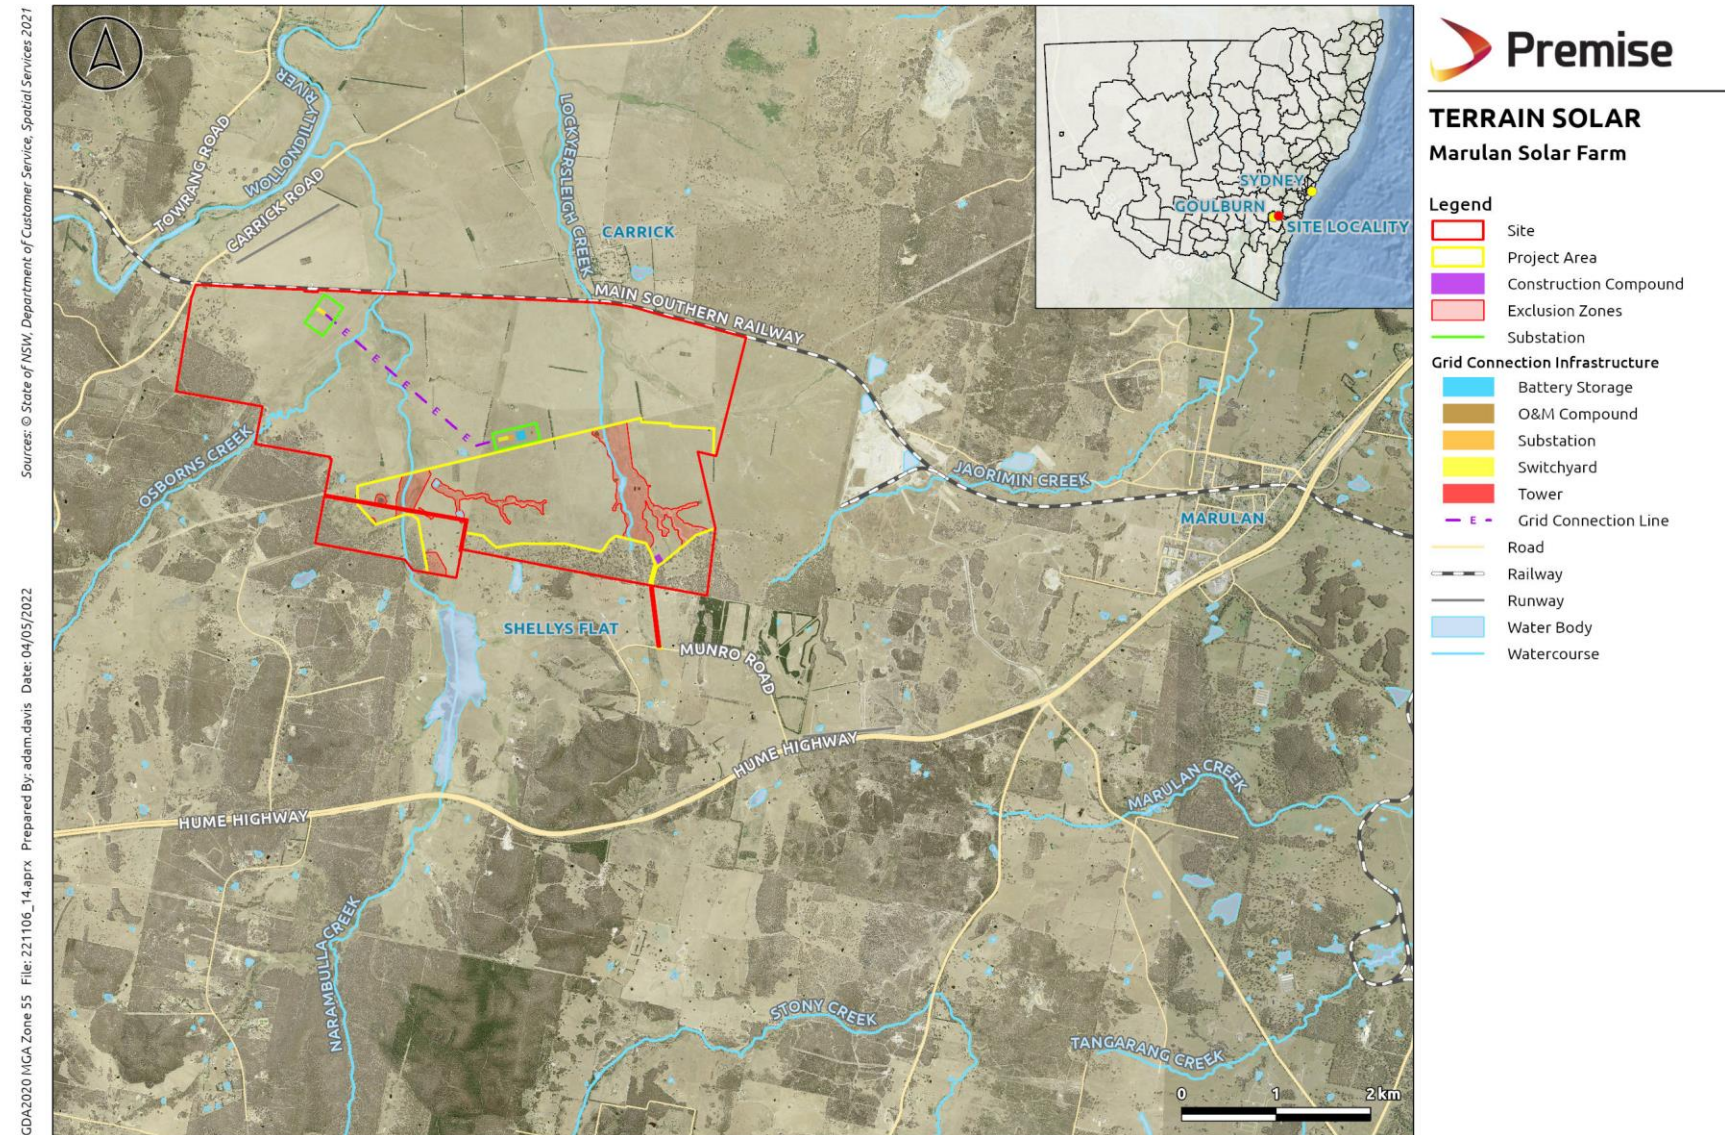 Sources: © State of NSW, Department of Customer Service, Spatial Services 2021
GDA2020 MGA Zone 55 File: 221106_14.aprx Prepared By: adam.davis Date: 04/05/2022
WOLLONDILLY RIVER
TOWRANG ROAD
CARRICK ROAD
LOCKYERSLEIGH CREEK
CARRICK
MAIN SOUTHERN RAILWAY
E
E
E
E
E
OSBORNS CREEK
JAORIMIN CREEK
MARULAN
SHELLYS FLAT
MUNRO ROAD
HUME HIGHWAY
HUME HIGHWAY
MARULAN CREEK
NARAMBULLA CREEK
STONY CREEK
TANGARANG CREEK
0 1 2 km
SYDNEY
GOULBURN
SITE LOCALITY
Premise
TERRAIN SOLAR
Marulan Solar Farm
Legend
Site
Project Area
Construction Compound
Exclusion Zones
Substation
Grid Connection Infrastructure
Battery Storage
O&M Compound
Substation
Switchyard
Tower
E Grid Connection Line
Road
Railway
Runway
Water Body
Watercourse